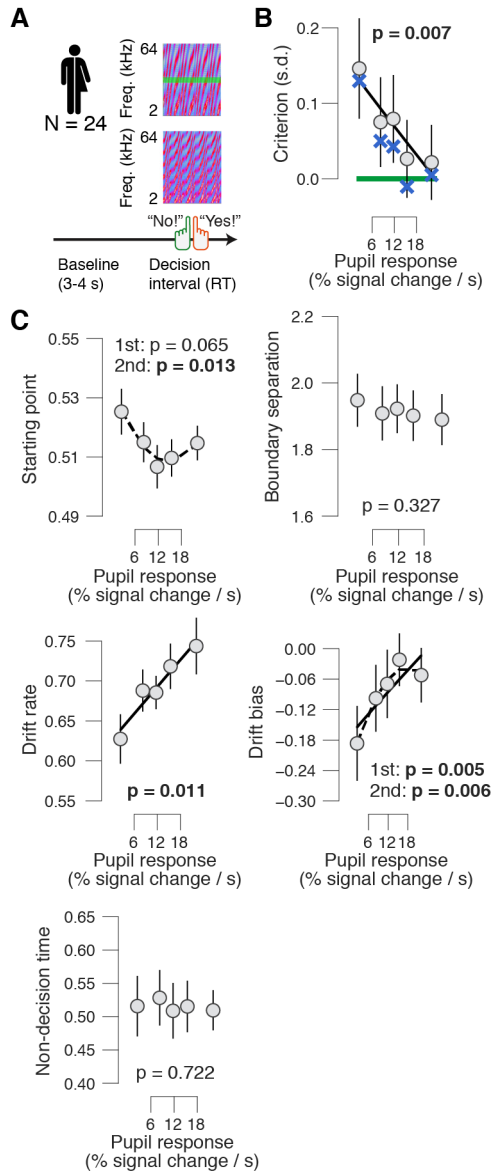 A
N = 24
Freq. (kHz)
64
2
Freq. (kHz)
64
2
“No!” “Yes!”
Baseline
(3-4 s)
Decision
interval (RT)
B
p = 0.007
Criterion (s.d.)
0.2
0.1
0.0
6 12 18
Pupil response
(% signal change / s)
C
1st: p = 0.065
2nd: p = 0.013
Starting point
0.55
0.53
0.51
0.49
6 12 18
Pupil response
(% signal change / s)
Boundary separation
2.2
2.0
1.8
1.6
p = 0.327
6 12 18
Pupil response
(% signal change / s)
Drift rate
0.75
0.70
0.65
0.60
0.55
p = 0.011
6 12 18
Pupil response
(% signal change / s)
Drift bias
0.00
−0.06
−0.12
−0.18
−0.24
−0.30
1st: p = 0.005
2nd: p = 0.006
6 12 18
Pupil response
(% signal change / s)
Non-decision time
0.65
0.60
0.55
0.50
0.45
0.40
p = 0.722
6 12 18
Pupil response
(% signal change / s)